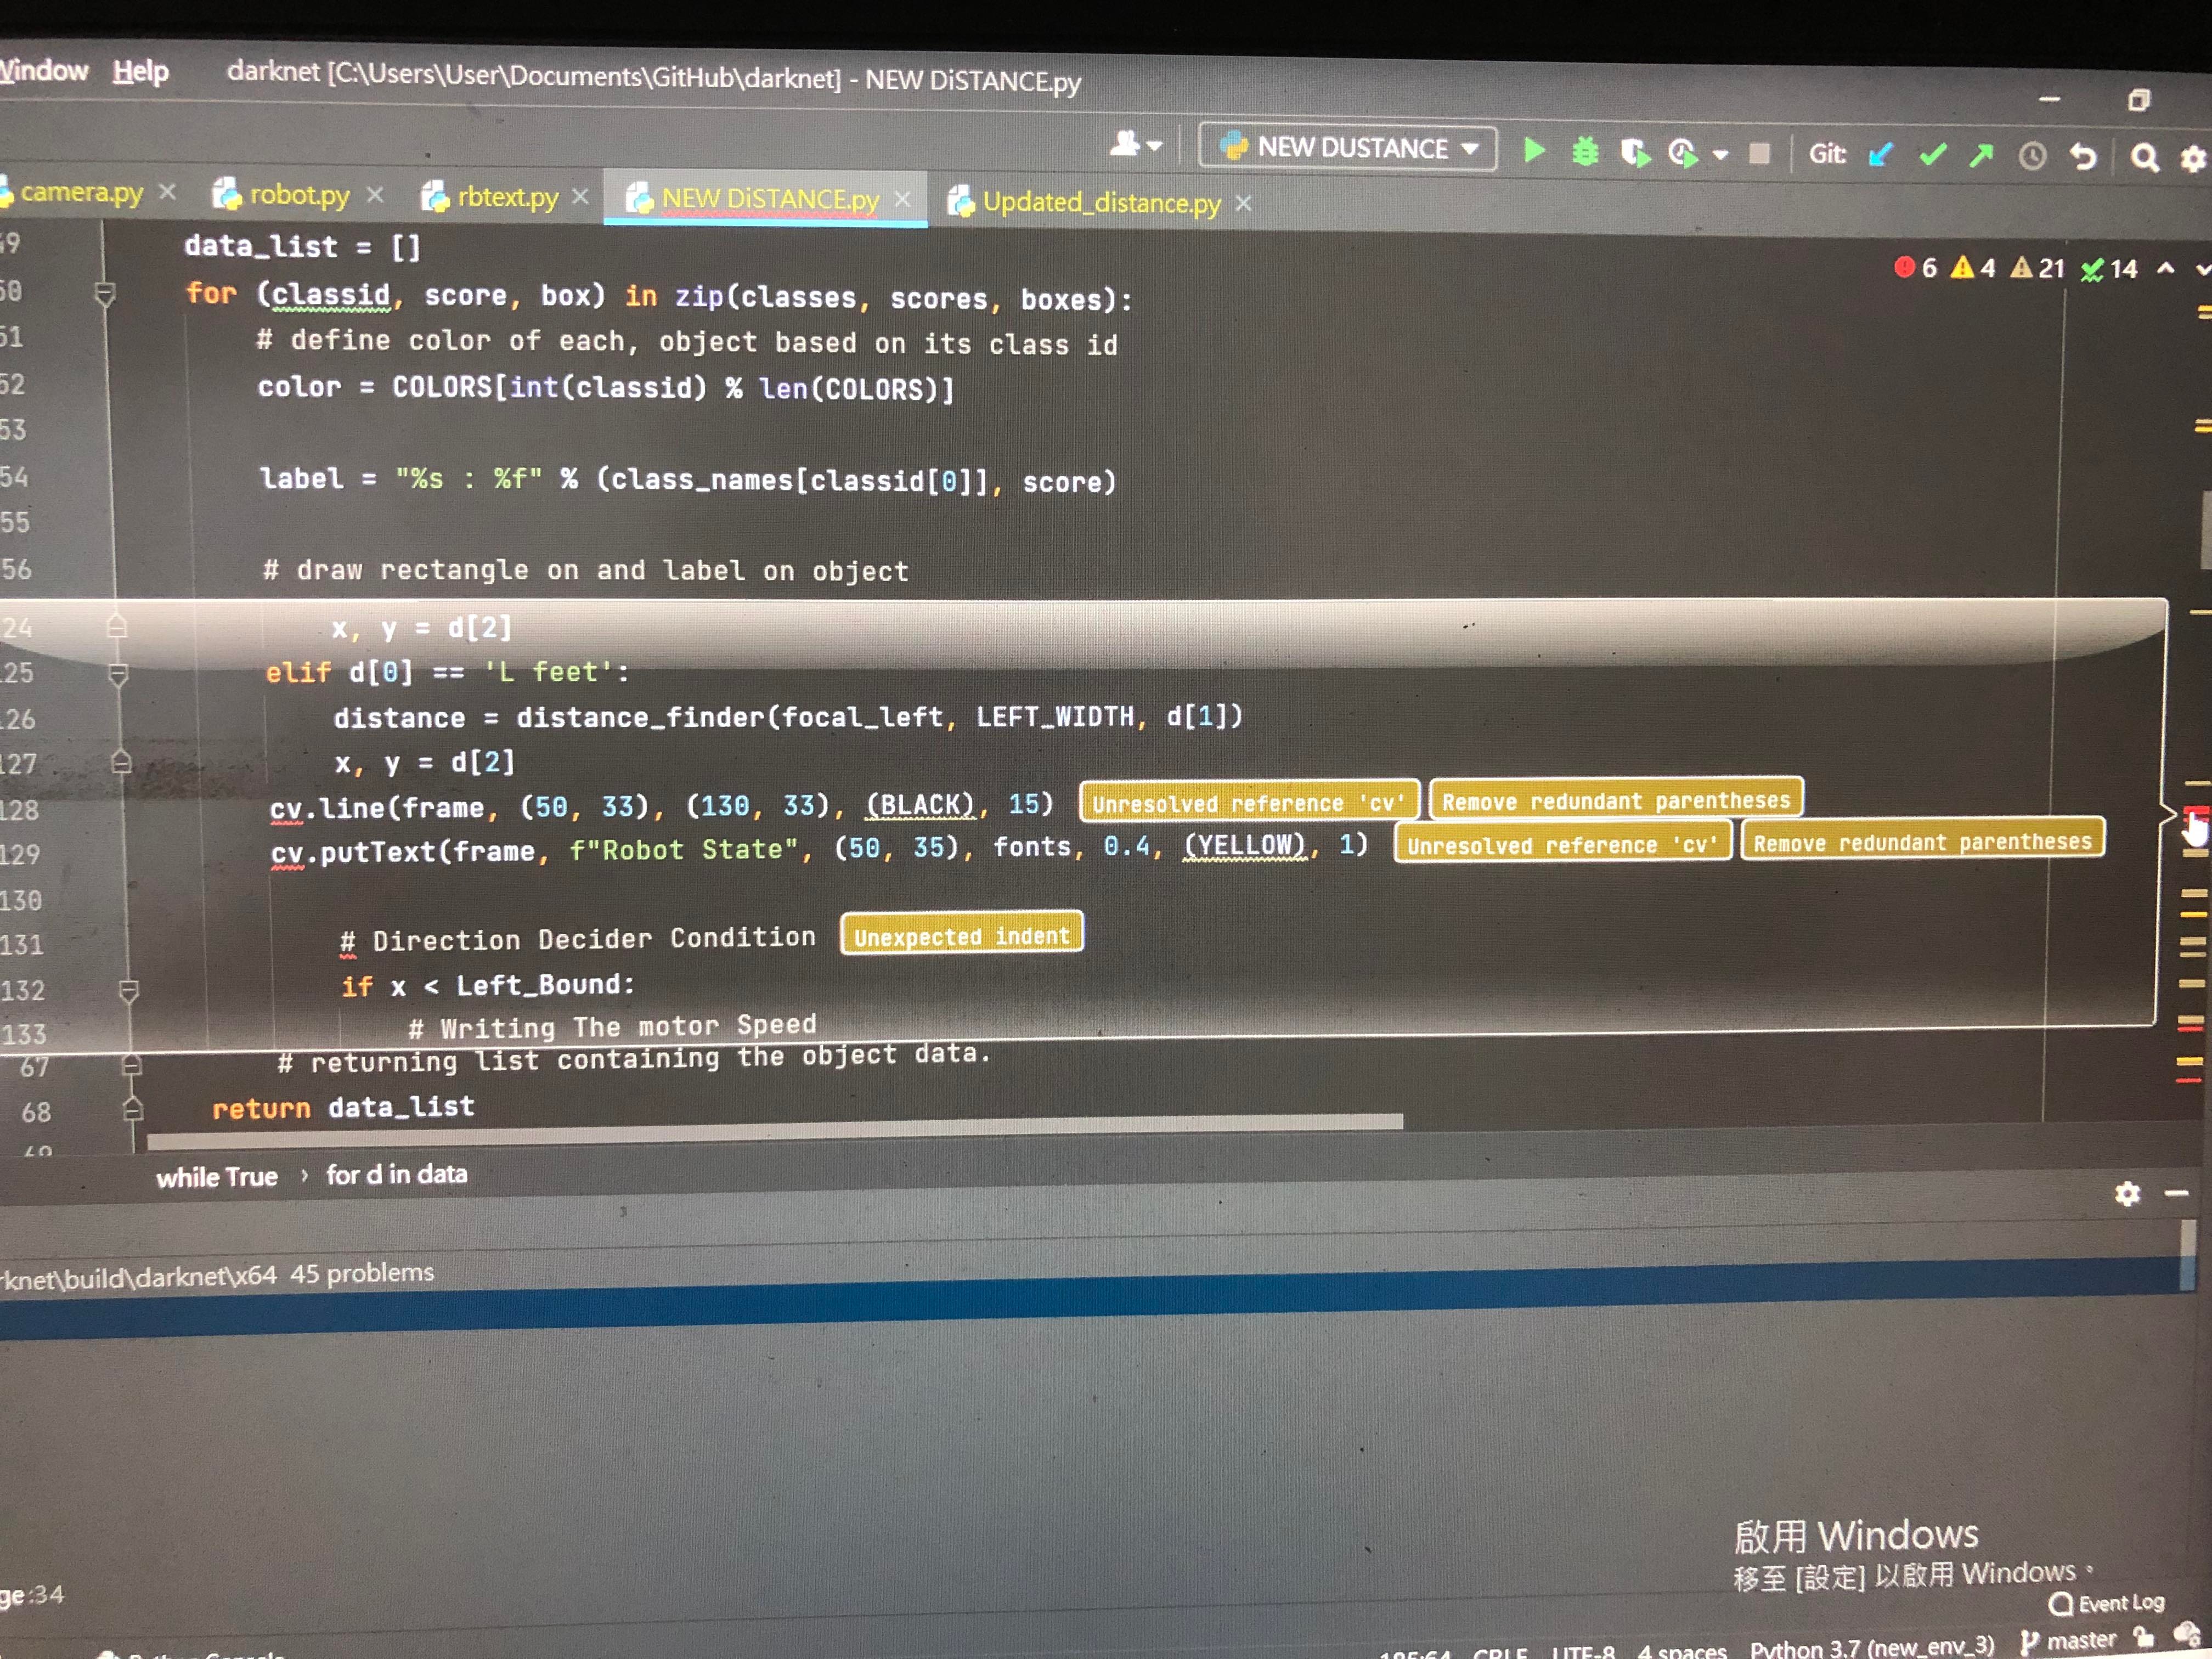 Window Help darknet [C:\Users\User\Documents\GitHub\darknet] - NEW DiSTANCE.py
NEW DUSTANCE Git:
camera.py robot.py rbtext.py NEW DiSTANCE.py Updated_distance.py
49 data_list = []
6 4 21 14
50 for (classid, score, box) in zip(classes, scores, boxes):
51 # define color of each, object based on its class id
52 color = COLORS[int(classid) % len(COLORS)]
53
54 label = "%s : %f" % (class_names[classid[0]], score)
55
56 # draw rectangle on and label on object
124 x, y = d[2]
125 elif d[0] == 'L feet':
126 distance = distance_finder(focal_left, LEFT_WIDTH, d[1])
127 x, y = d[2]
128 cv.line(frame, (50, 33), (130, 33), (BLACK), 15) Unresolved reference 'cv' Remove redundant parentheses
129 cv.putText(frame, f"Robot State", (50, 35), fonts, 0.4, (YELLOW), 1) Unresolved reference 'cv' Remove redundant parentheses
130
131 # Direction Decider Condition Unexpected indent
132 if x < Left_Bound:
133 # Writing The motor Speed
67 # returning list containing the object data.
68 return data_list
69
while True › for d in data
rknet\build\darknet\x64 45 problems
啟用 Windows
移至 [設定] 以啟用 Windows。
ge:34
Event Log
CRLF UTF-8 4 spaces Python 3.7 (new_env_3) master